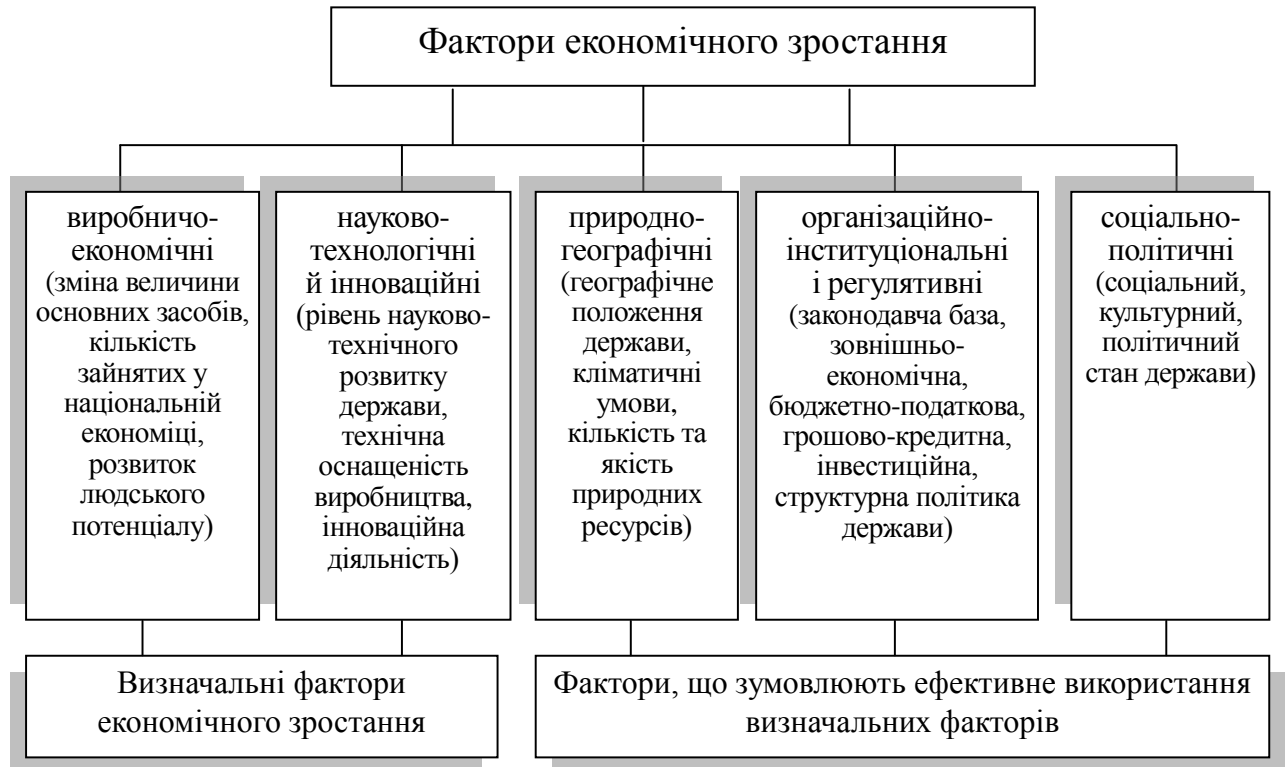 Фактори економічного зростання
виробничо-
економічні
(зміна величини
основних засобів,
кількість
зайнятих у
національній
економіці,
розвиток
людського
потенціалу)
науково-
технологічні
й інноваційні
(рівень науково-
технічного
розвитку
держави,
технічна
оснащеність
виробництва,
інноваційна
діяльність)
природно-
географічні
(географічне
положення
держави,
кліматичні
умови,
кількість та
якість
природних
ресурсів)
організаційно-
інституціональні
і регулятивні
(законодавча база,
зовнішньо-
економічна,
бюджетно-податкова,
грошово-кредитна,
інвестиційна,
структурна політика
держави)
соціально-
політичні
(соціальний,
культурний,
політичний
стан держави)
Визначальні фактори
економічного зростання
Фактори, що зумовлюють ефективне використання
визначальних факторів